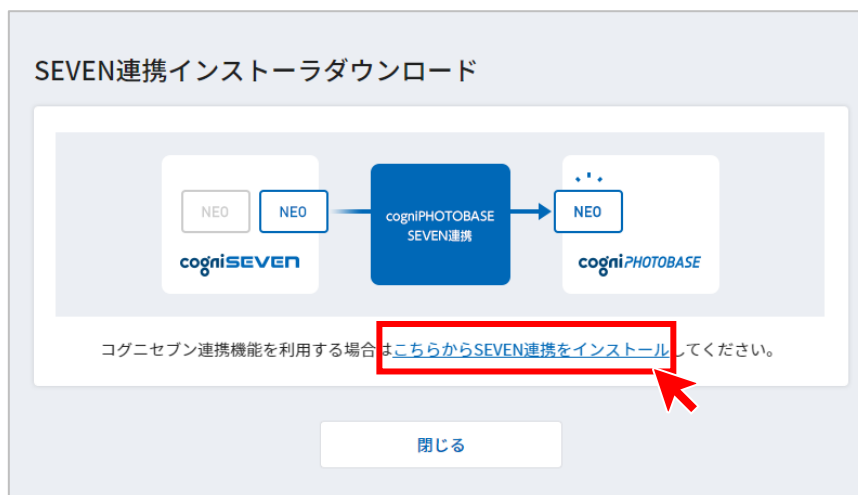 SEVEN連携インストーラダウンロード
NEO
NEO
cogniSEVEN
cogniPHOTOBASE
SEVEN連携
NEO
cogniPHOTOBASE
コグニセブン連携機能を利用する場合はこちらからSEVEN連携をインストールしてください。
閉じる